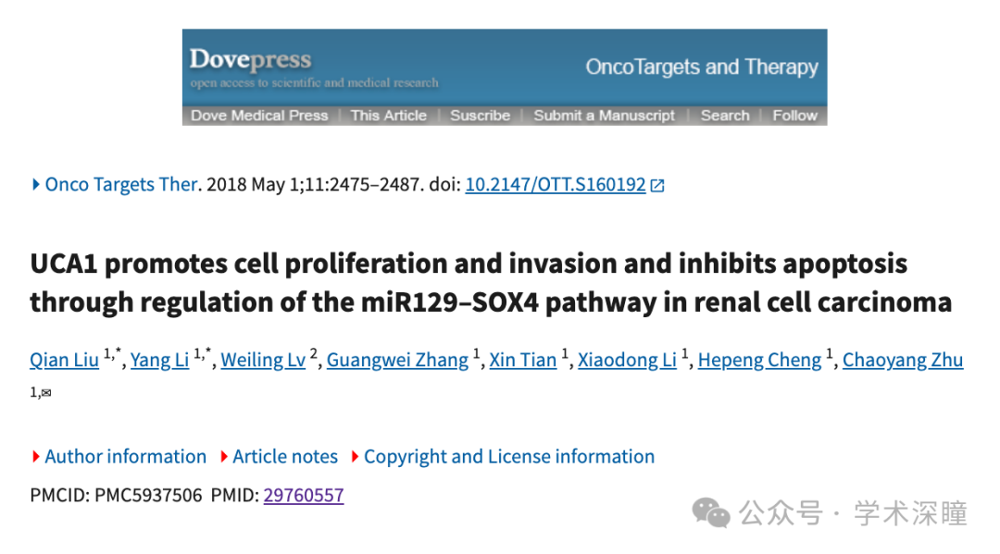 Dovepress
open access to scientific and medical research
OncoTargets and Therapy
Dove Medical Press | This Article | Suscribe | Submit a Manuscript | Search | Follow
Onco Targets Ther. 2018 May 1;11:2475–2487. doi: 10.2147/OTT.S160192
UCA1 promotes cell proliferation and invasion and inhibits apoptosis
through regulation of the miR129–SOX4 pathway in renal cell carcinoma
Qian Liu 1,*, Yang Li 1,*, Weiling Lv 2, Guangwei Zhang 1, Xin Tian 1, Xiaodong Li 1, Hepeng Cheng 1, Chaoyang Zhu
1,✉
Author information Article notes Copyright and License information
PMCID: PMC5937506 PMID: 29760557
公众号 · 学术深瞳